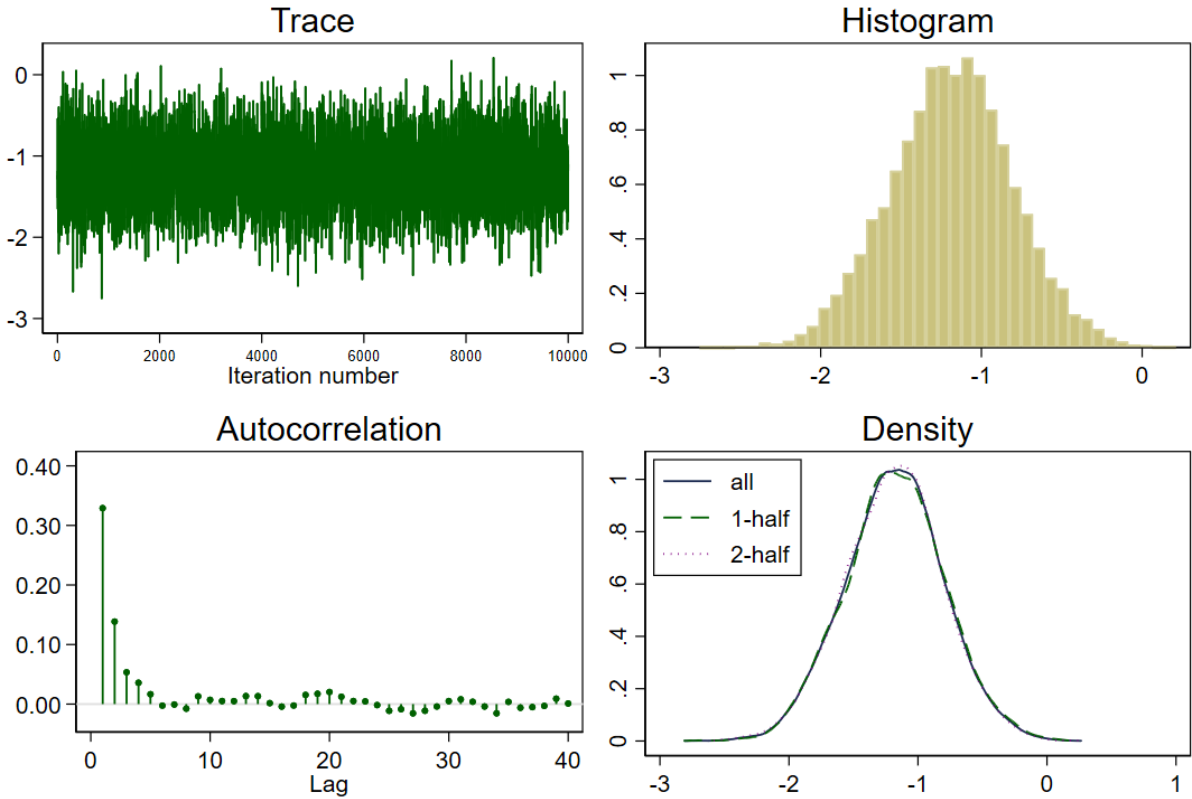 Trace
0
-1
-2
-3
0 2000 4000 6000 8000 10000
Iteration number
Histogram
1
.8
.6
.4
.2
0
-3 -2 -1 0
Autocorrelation
0.40
0.30
0.20
0.10
0.00
0 10 20 30 40
Lag
Density
all
1-half
2-half
1
.8
.6
.4
.2
0
-3 -2 -1 0 1